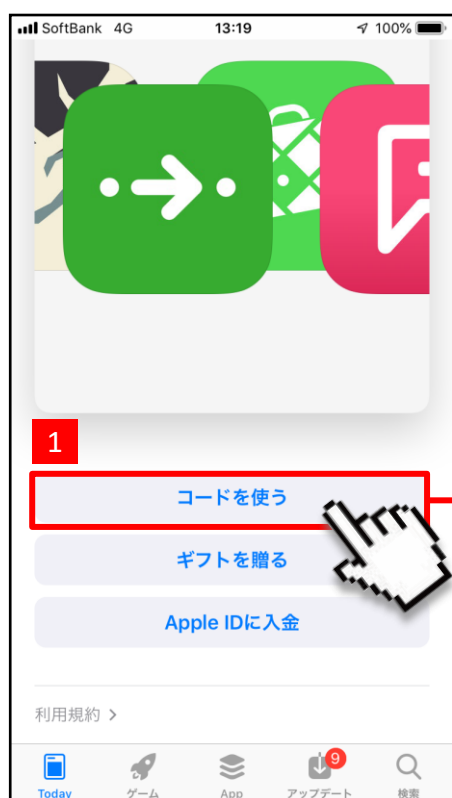 SoftBank 4G 13:19 100%
1
コードを使う
ギフトを贈る
Apple IDに入金
利用規約 >
9
Today ゲーム App アップデート 検索